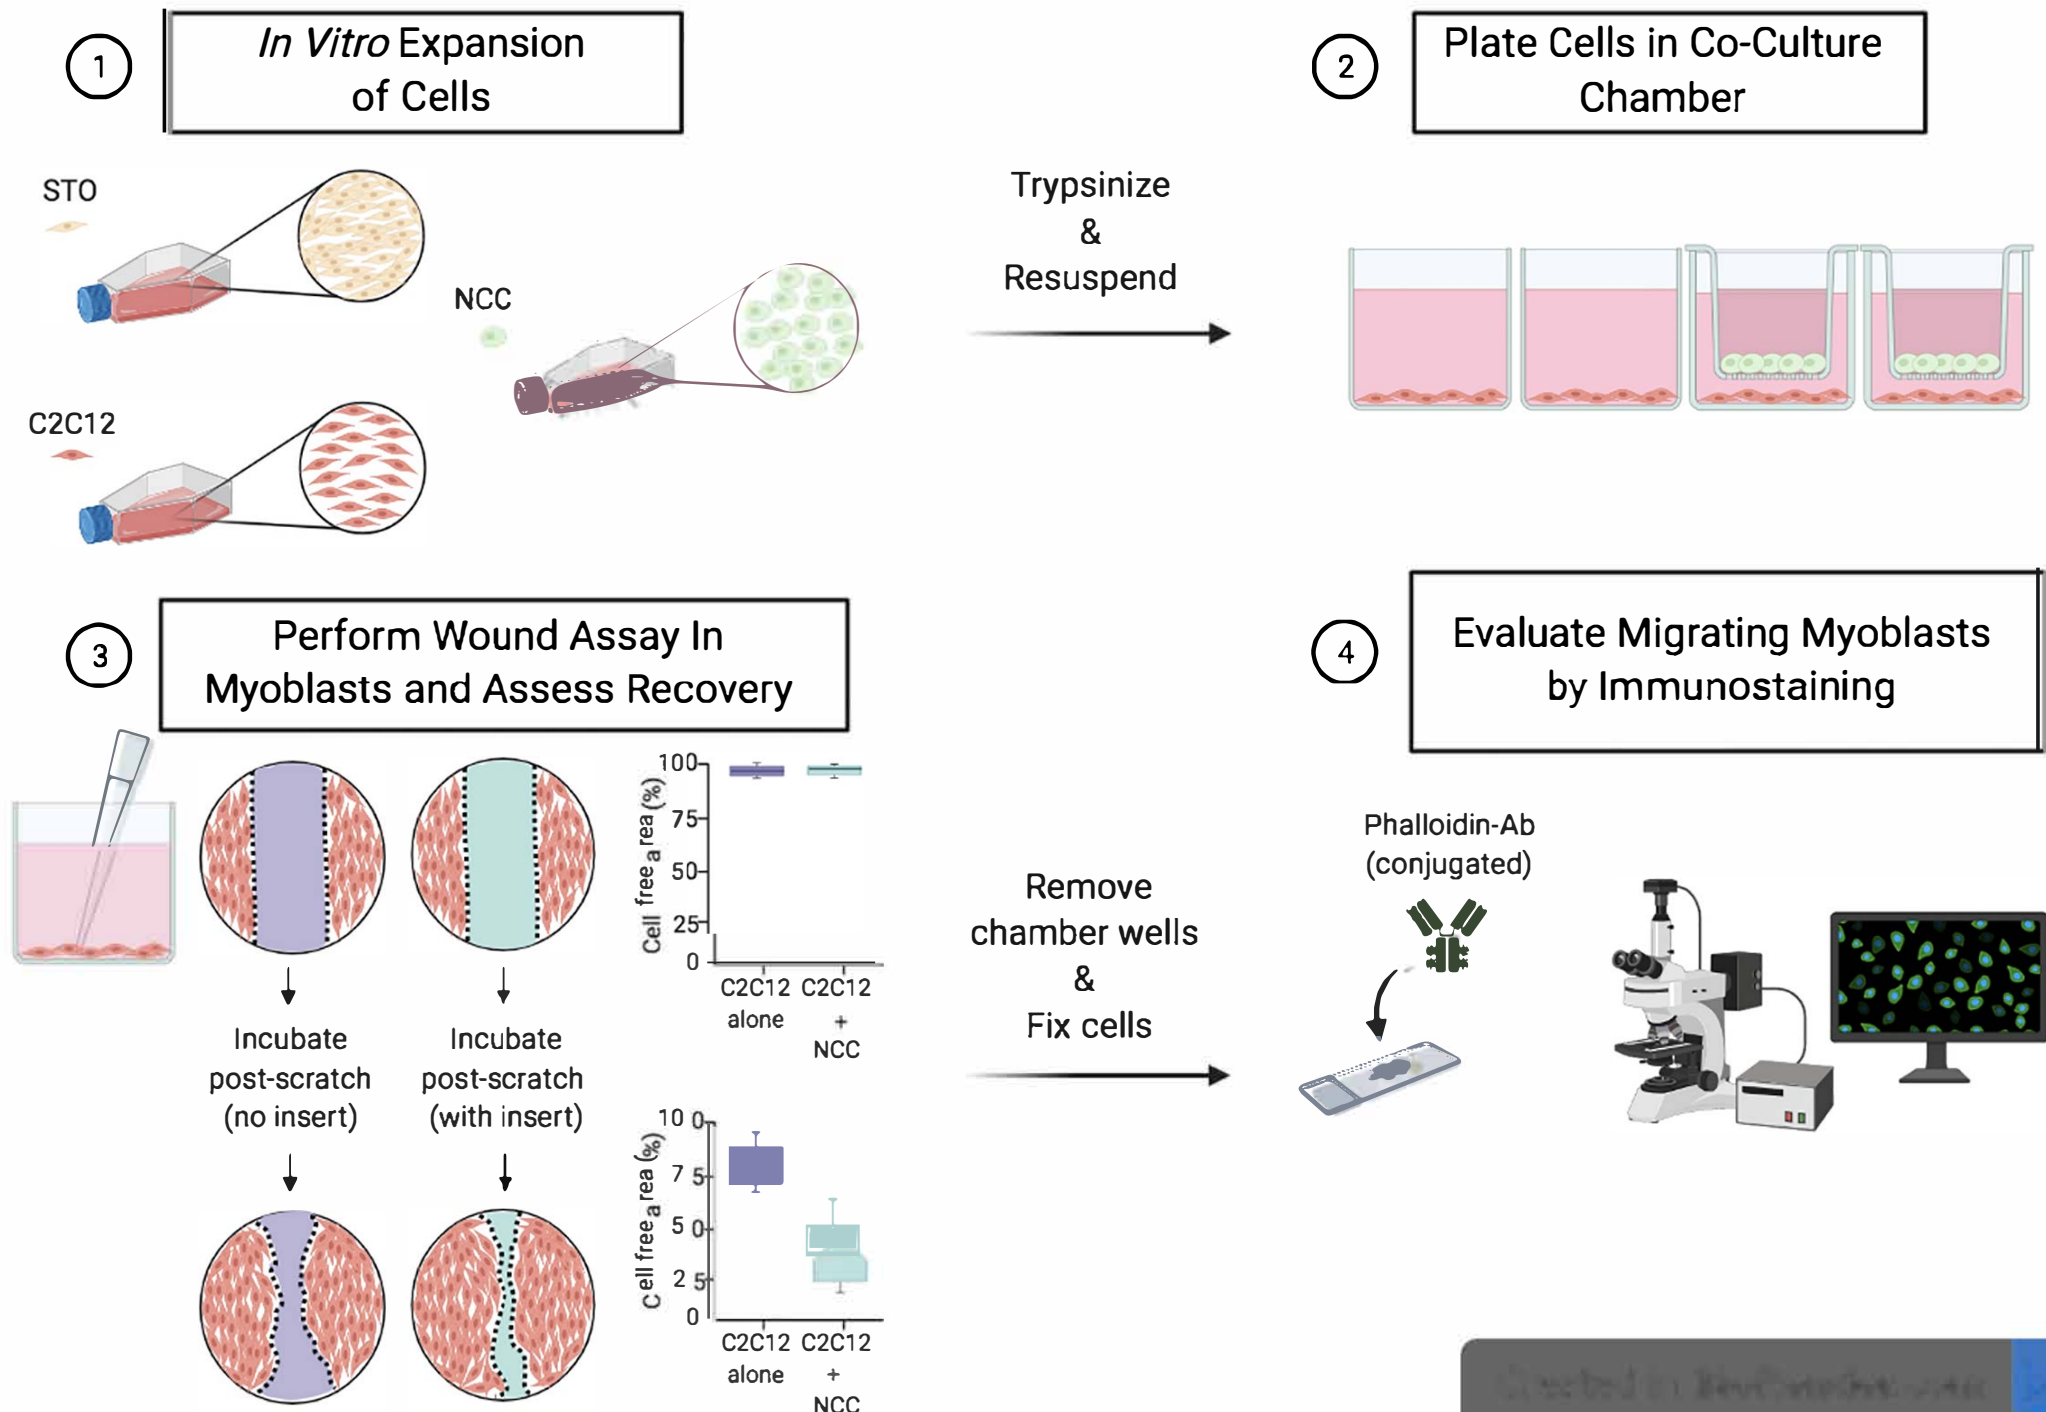 1
In Vitro Expansion
of Cells
STO
NCC
C2C12
Trypsinize
&
Resuspend
2
Plate Cells in Co-Culture
Chamber
3
Perform Wound Assay In
Myoblasts and Assess Recovery
Incubate
post-scratch
(no insert)
Incubate
post-scratch
(with insert)
Cell free area (%)
100
75
50
25
0
C2C12
alone
C2C12
+
NCC
Cell free area (%)
100
75
50
25
0
C2C12
alone
C2C12
+
NCC
Remove
chamber wells
&
Fix cells
4
Evaluate Migrating Myoblasts
by Immunostaining
Phalloidin-Ab
(conjugated)